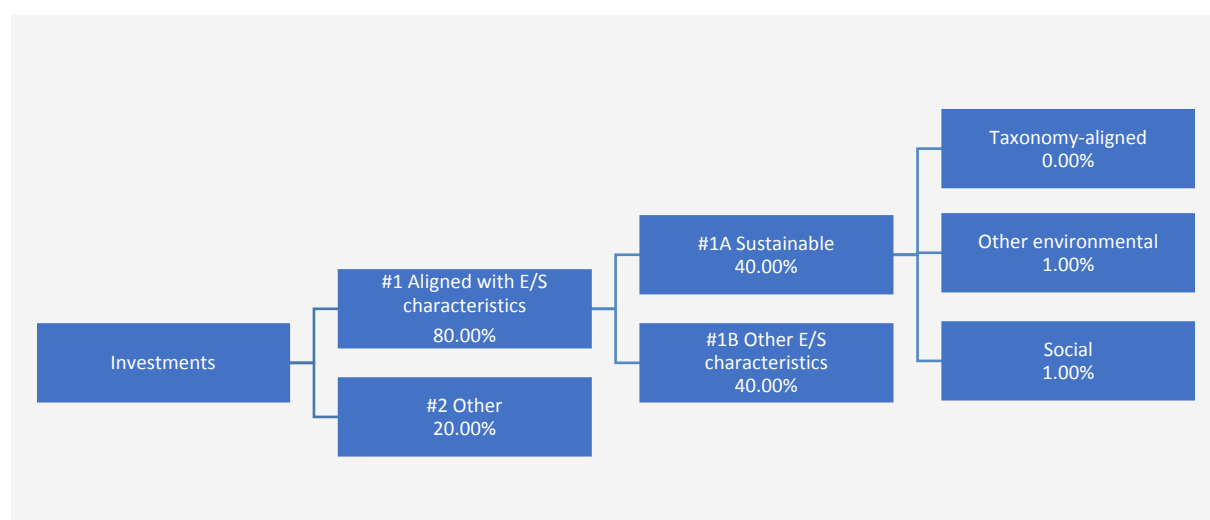 Investments
#1 Aligned with E/S
characteristics
80.00%
#2 Other
20.00%
#1A Sustainable
40.00%
#1B Other E/S
characteristics
40.00%
Taxonomy-aligned
0.00%
Other environmental
1.00%
Social
1.00%